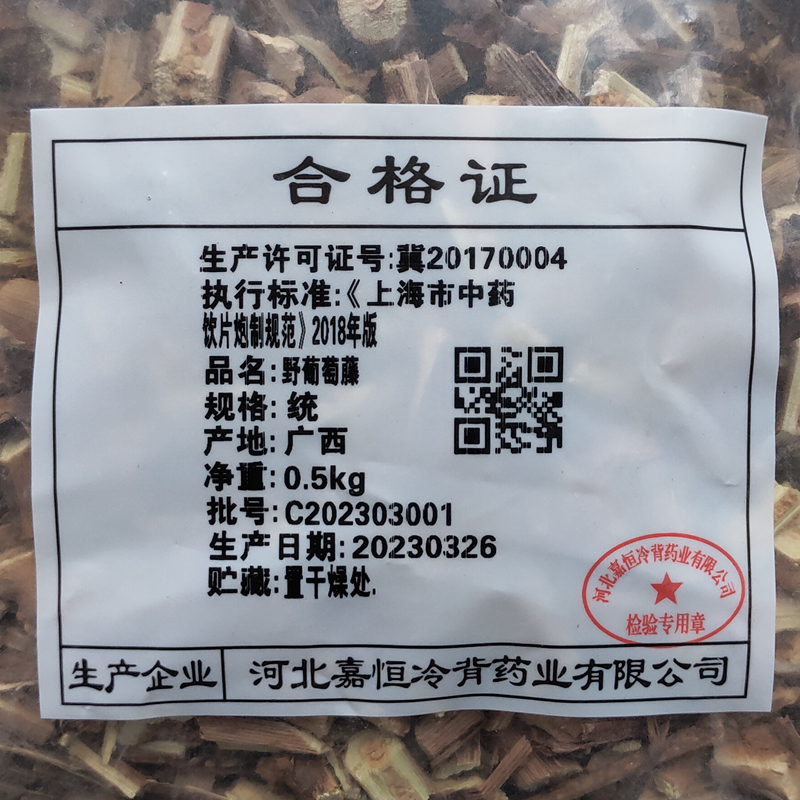 合格证
生产许可证号:冀20170004
执行标准:《上海市中药
饮片炮制规范》2018年版
品名:野葡萄藤
规格:统
产地:广西
净重:0.5kg
批号:C202303001
生产日期:20230326
贮藏:置干燥处.
河北嘉恒冷背药业有限公司
检验专用章
生产企业 河北嘉恒冷背药业有限公司